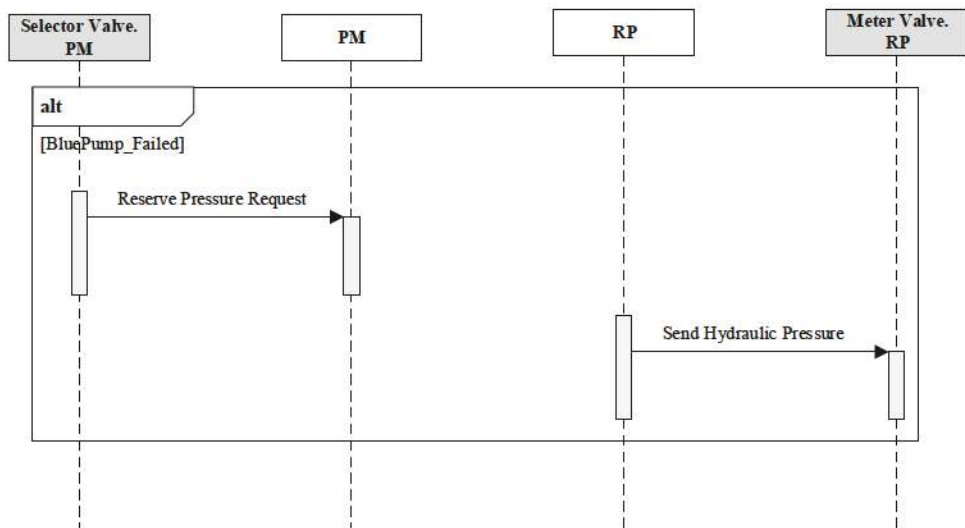 Selector Valve.
PM
PM
RP
Meter Valve.
RP
alt
[BluePump_Failed]
Reserve Pressure Request
Send Hydraulic Pressure